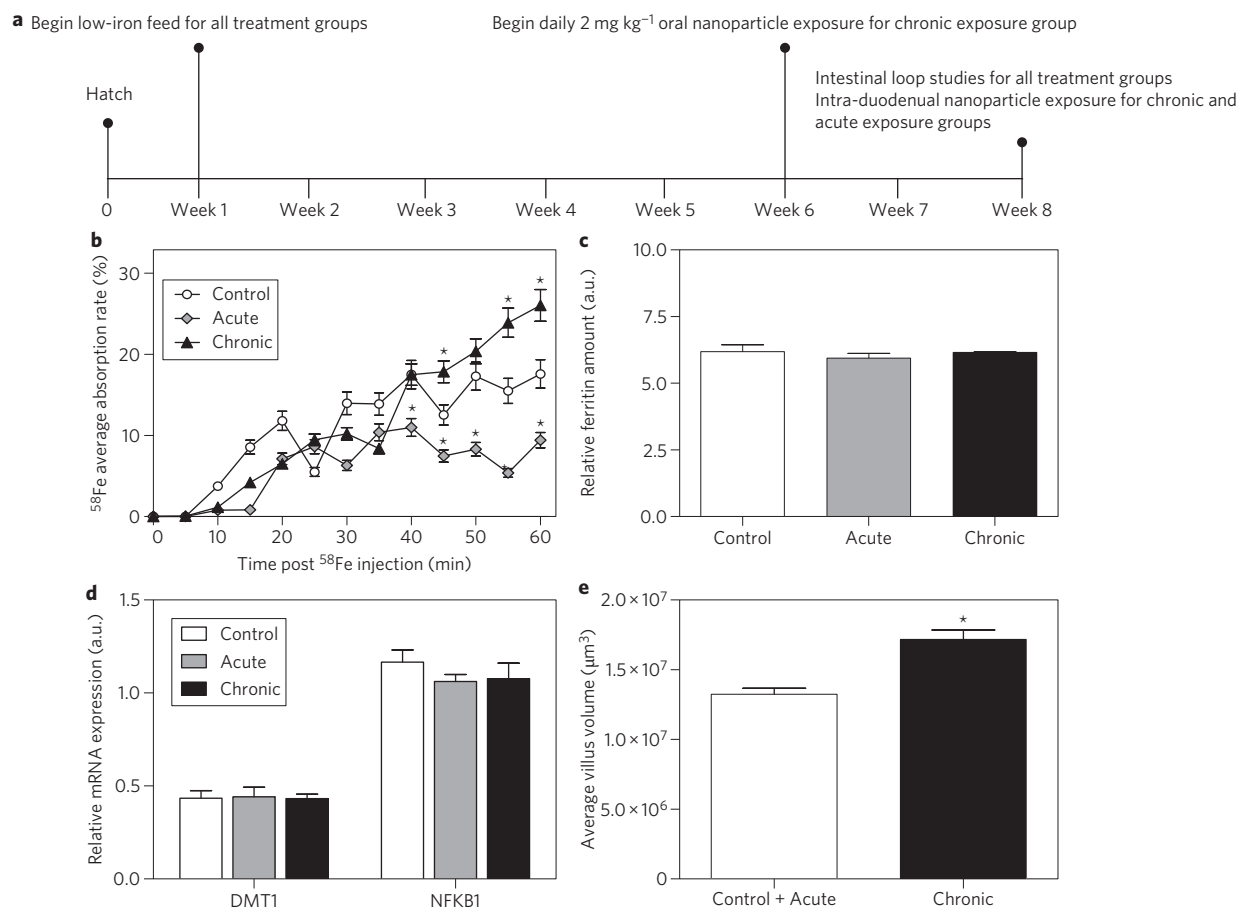 a Begin low-iron feed for all treatment groups
Begin daily 2 mg kg⁻¹ oral nanoparticle exposure for chronic exposure group
Intestinal loop studies for all treatment groups
Intra-duodenual nanoparticle exposure for chronic and
acute exposure groups
Hatch
0 Week 1 Week 2 Week 3 Week 4 Week 5 Week 6 Week 7 Week 8
b
⁵⁸Fe average absorption rate (%)
30
20
10
0
Control
Acute
Chronic
* * * * * * * *
0 10 20 30 40 50 60
Time post ⁵⁸Fe injection (min)
c
Relative ferritin amount (a.u.)
10.0
7.5
5.0
2.5
0.0
Control Acute Chronic
d
Relative mRNA expression (a.u.)
1.5
1.0
0.5
0.0
Control
Acute
Chronic
DMT1 NFKB1
e
Average villus volume (μm³)
2.0 × 10⁷
1.5 × 10⁷
1.0 × 10⁷
5.0 × 10⁶
0
*
Control + Acute Chronic